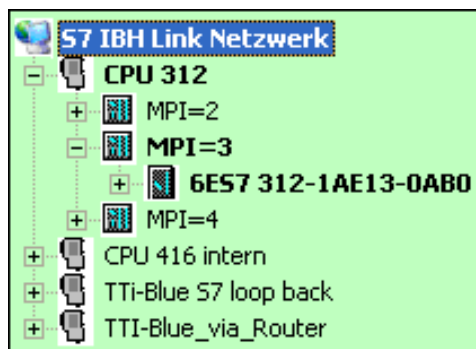 S7 IBH Link Netzwerk
CPU 312
MPI=2
MPI=3
6ES7 312-1AE13-0AB0
MPI=4
CPU 416 intern
TTi-Blue S7 loop back
TTI-Blue_via_Router